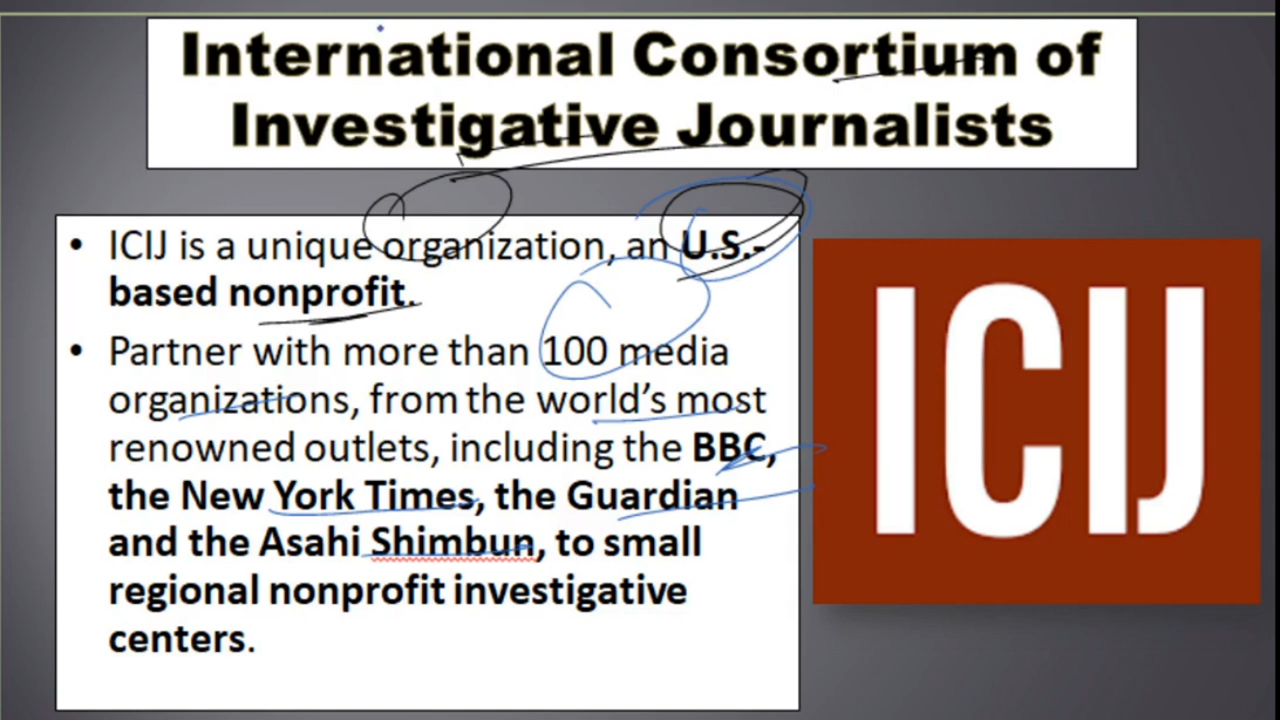 International Consortium of
Investigative Journalists
• ICIJ is a unique organization, an U.S.-
based nonprofit.
• Partner with more than 100 media
organizations, from the world's most
renowned outlets, including the BBC,
the New York Times, the Guardian
and the Asahi Shimbun, to small
regional nonprofit investigative
centers.
ICIJ